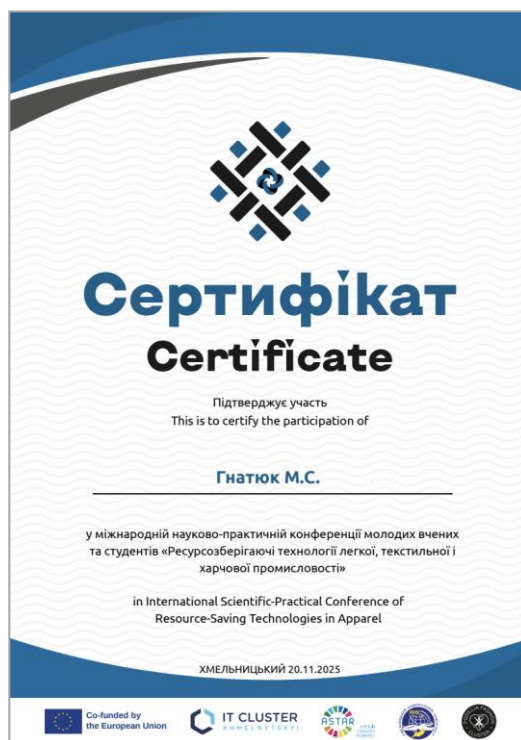 Сертифікат
Certificate
Підтверджує участь
This is to certify the participation of
Гнатюк М.С.
у міжнародній науково-практичній конференції молодих вчених
та студентів «Ресурсозберігаючі технології легкої, текстильної і
харчової промисловості»
in International Scientific-Practical Conference of
Resource-Saving Technologies in Apparel
ХМЕЛЬНИЦЬКИЙ 20.11.2025
Co-funded by
the European Union
IT CLUSTER
KHMELNYTSKYI
ASTAR